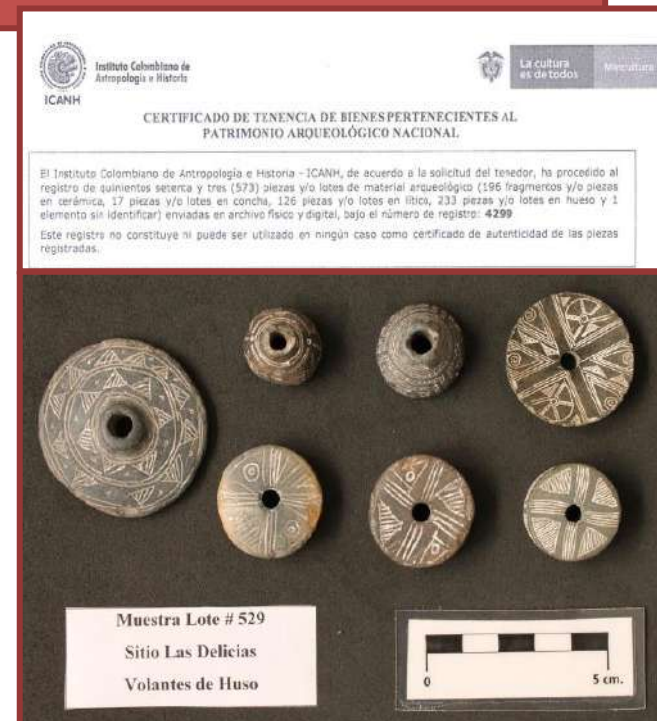 Instituto Colombiano de
Antropología e Historia
ICANH
La cultura
es de todos
Mincultura
CERTIFICADO DE TENENCIA DE BIENES PERTENECIENTES AL
PATRIMONIO ARQUEOLÓGICO NACIONAL
El Instituto Colombiano de Antropología e Historia - ICANH, de acuerdo a la solicitud del tenedor, ha procedido al
registro de quinientos setenta y tres (573) piezas y/o lotes de material arqueológico (196 fragmentos y/o piezas
en cerámica, 17 piezas y/o lotes en concha, 126 piezas y/o lotes en lítico, 233 piezas y/o lotes en hueso y 1
elemento sin identificar) enviadas en archivo físico y digital, bajo el número de registro: 4299
Este registro no constituye ni puede ser utilizado en ningún caso como certificado de autenticidad de las piezas
registradas.
Muestra Lote # 529
Sitio Las Delicias
Volantes de Huso
0 5 cm.